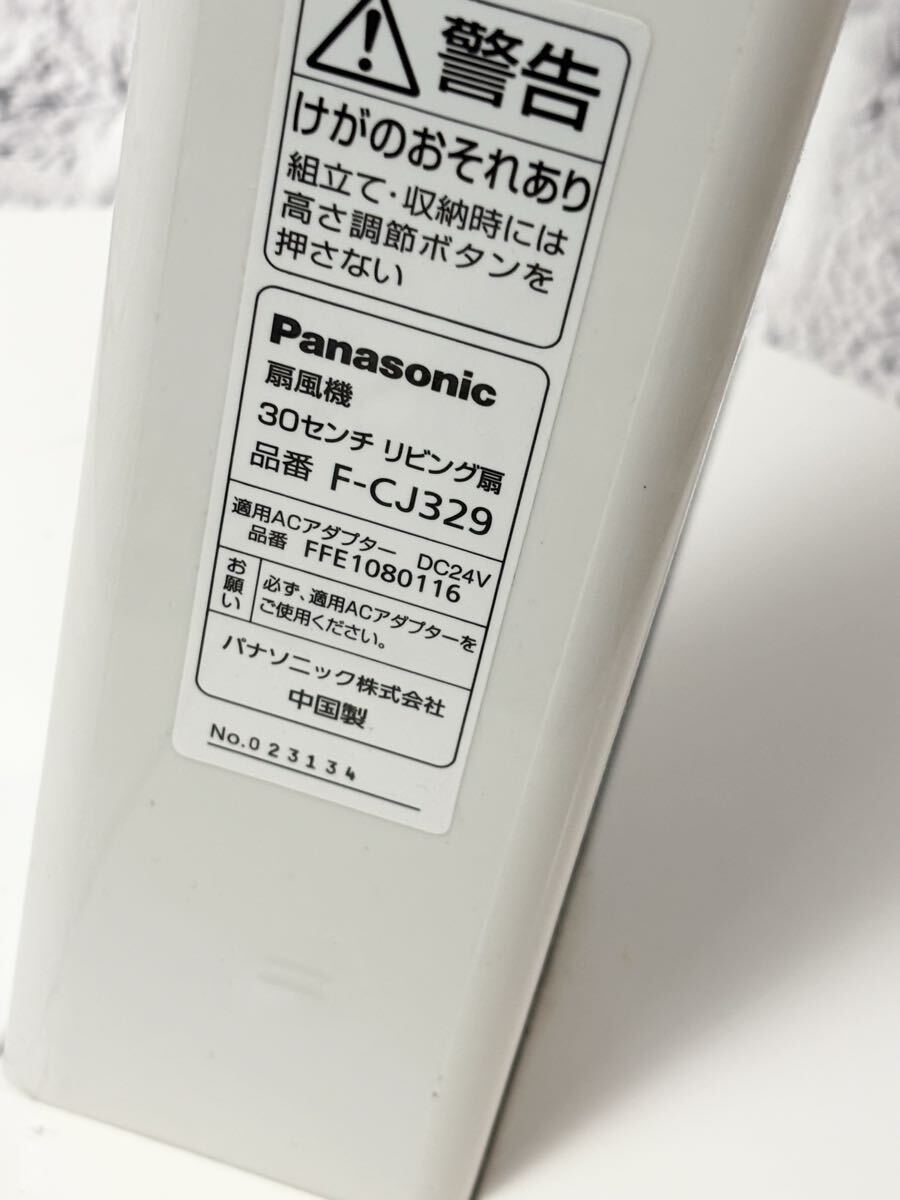 警告
けがのおそれあり
組立て・収納時には
高さ調節ボタンを
押さない
Panasonic
扇風機
30センチ リビング扇
品番 F-CJ329
適用ACアダプター DC24V
品番 FFE1080116
お願い
必ず、適用ACアダプターを
ご使用ください。
パナソニック株式会社
中国製
No.023134